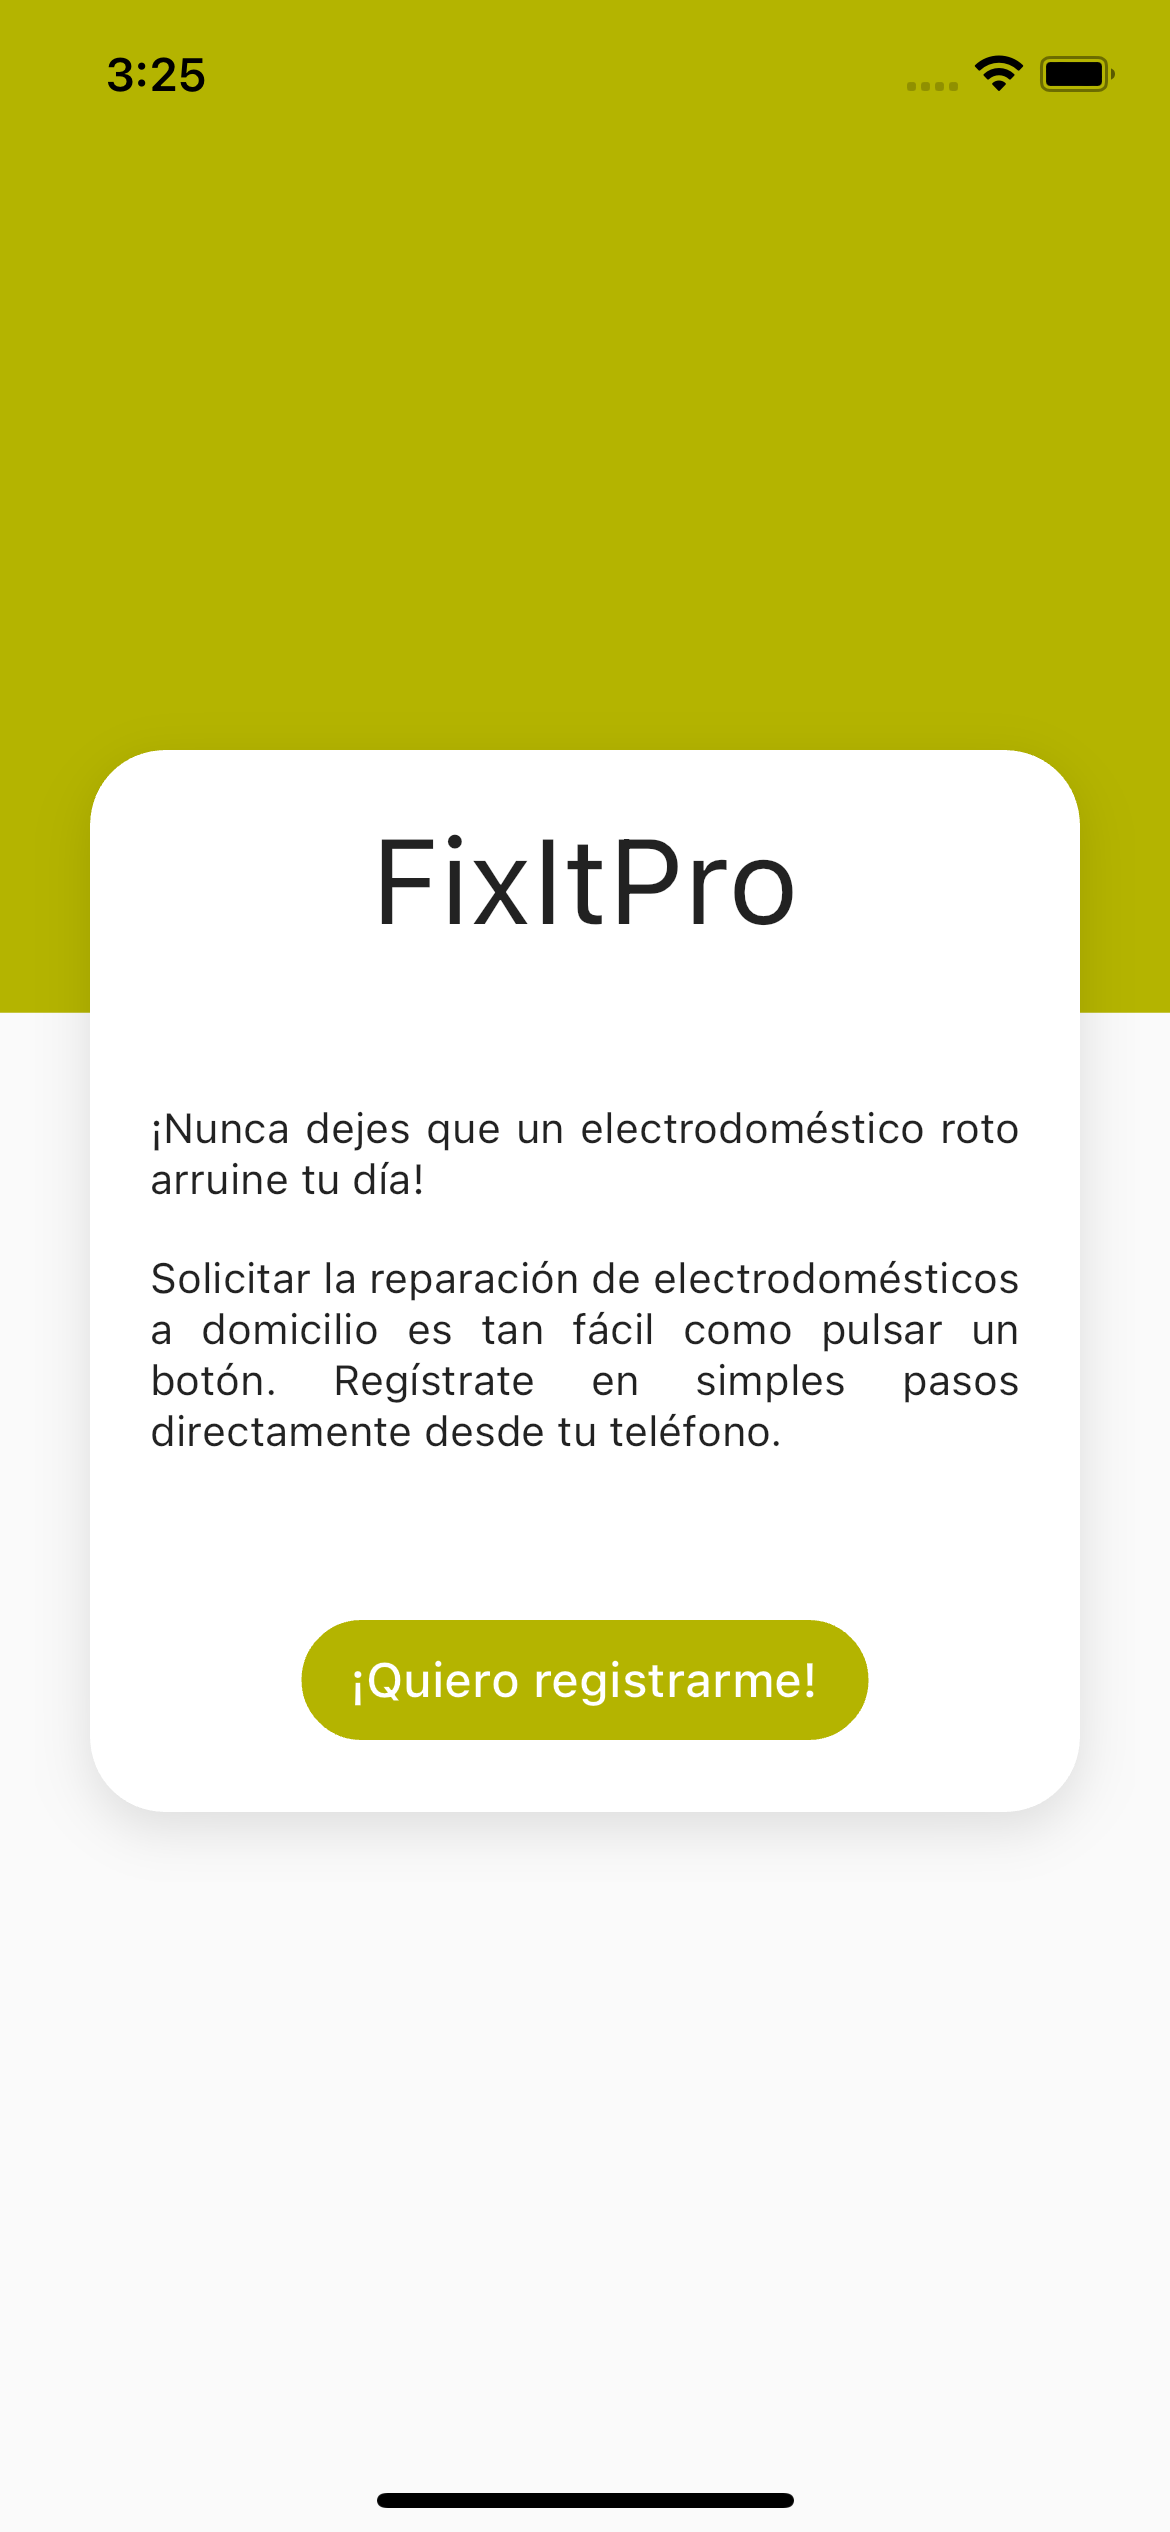 3:25
FixItPro
¡Nunca dejes que un electrodoméstico roto
arruine tu día!
Solicitar la reparación de electrodomésticos
a domicilio es tan fácil como pulsar un
botón. Regístrate en simples pasos
directamente desde tu teléfono.
¡Quiero registrarme!